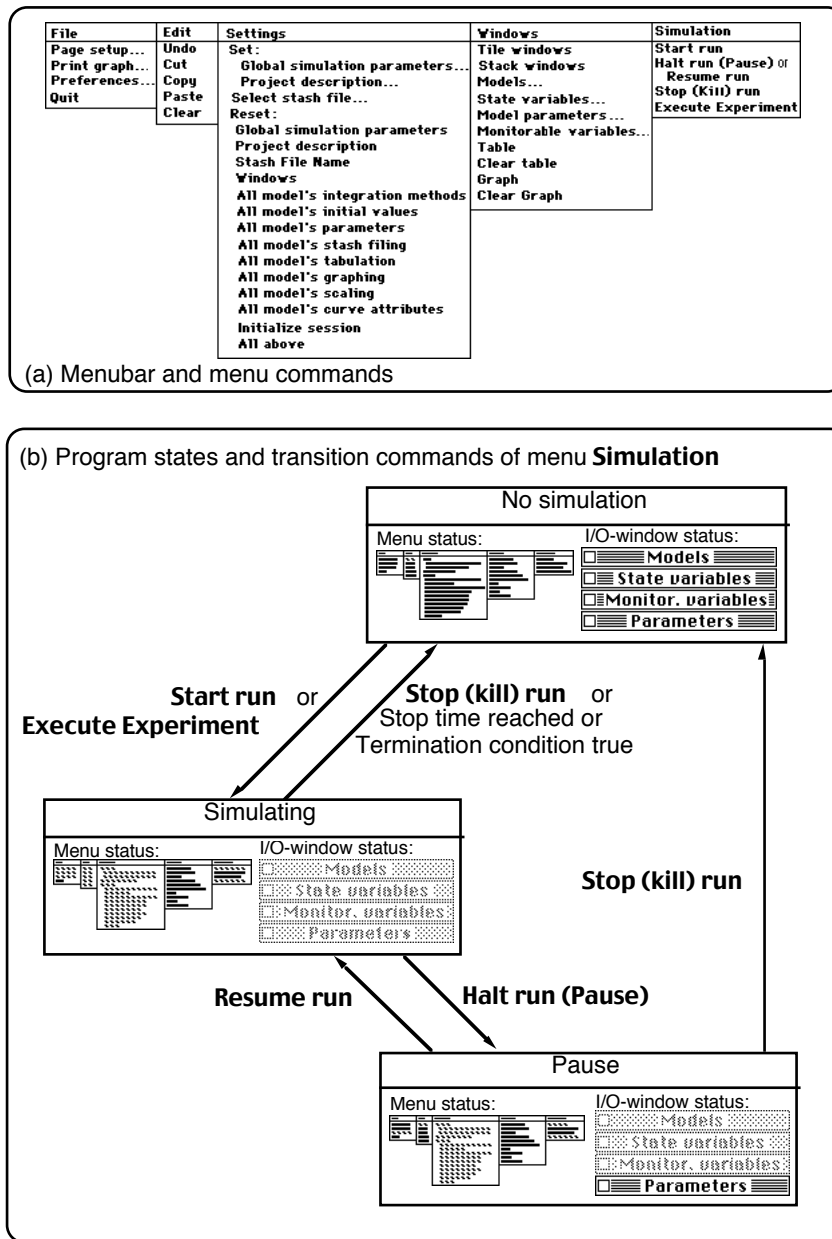 File
Page setup...
Print graph...
Preferences...
Quit
Edit
Undo
Cut
Copy
Paste
Clear
Settings
Set:
Global simulation parameters...
Project description...
Select stash file...
Reset:
Global simulation parameters
Project description
Stash File Name
Windows
All model's integration methods
All model's initial values
All model's parameters
All model's stash filing
All model's tabulation
All model's graphing
All model's scaling
All model's curve attributes
Initialize session
All above
Windows
Tile windows
Stack windows
Models...
State variables...
Model parameters...
Monitorable variables...
Table
Clear table
Graph
Clear Graph
Simulation
Start run
Halt run (Pause) or
Resume run
Stop (Kill) run
Execute Experiment
(a) Menubar and menu commands
(b) Program states and transition commands of menu Simulation
No simulation
Menu status:
I/O-window status:
Models
State variables
Monitor. variables
Parameters
Start run or
Execute Experiment
Stop (kill) run or
Stop time reached or
Termination condition true
Simulating
Menu status:
I/O-window status:
Models
State variables
Monitor. variables
Parameters
Stop (kill) run
Resume run
Halt run (Pause)
Pause
Menu status:
I/O-window status:
Models
State variables
Monitor. variables
Parameters